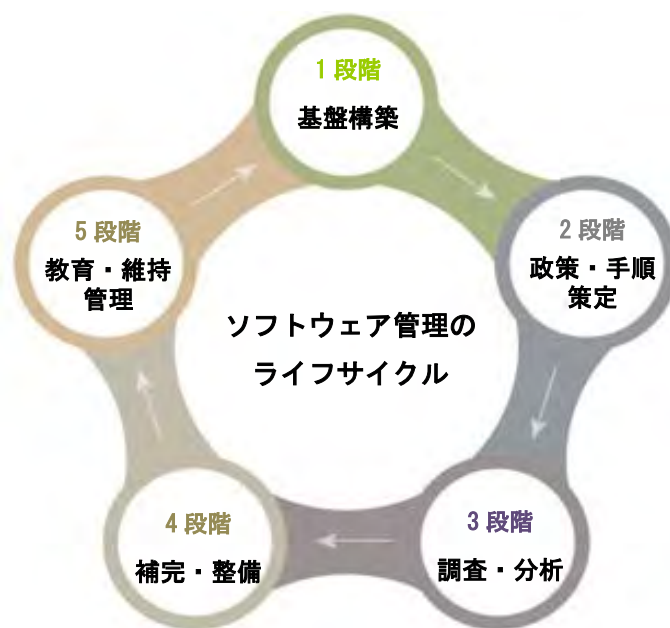 1 段階
基盤構築
2 段階
政策・手順
策定
3 段階
調査・分析
4 段階
補完・整備
5 段階
教育・維持
管理
ソフトウェア管理の
ライフサイクル